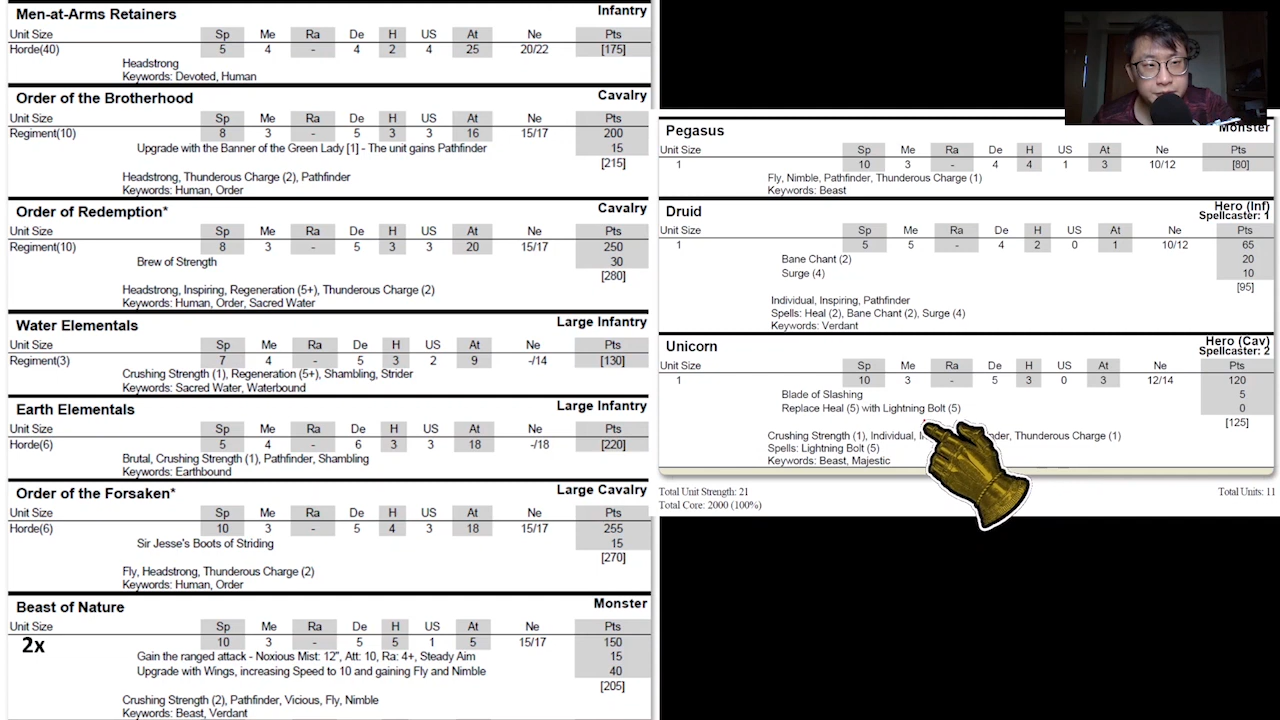 Men-at-Arms Retainers Infantry
Unit Size Sp Me Ra De H US At Ne Pts
Horde(40) 5 4 - 4 2 4 25 20/22 [175]
Headstrong
Keywords: Devoted, Human
Order of the Brotherhood Cavalry
Unit Size Sp Me Ra De H US At Ne Pts
Regiment(10) 8 3 - 5 3 3 16 15/17 200
Upgrade with the Banner of the Green Lady [1] - The unit gains Pathfinder 15
[215]
Headstrong, Thunderous Charge (2), Pathfinder
Keywords: Human, Order
Order of Redemption* Cavalry
Unit Size Sp Me Ra De H US At Ne Pts
Regiment(10) 8 3 - 5 3 3 20 15/17 250
Brew of Strength 30
[280]
Headstrong, Inspiring, Regeneration (5+), Thunderous Charge (2)
Keywords: Human, Order, Sacred Water
Water Elementals Large Infantry
Unit Size Sp Me Ra De H US At Ne Pts
Regiment(3) 7 4 - 5 3 2 9 -/14 [130]
Crushing Strength (1), Regeneration (5+), Shambling, Strider
Keywords: Sacred Water, Waterbound
Earth Elementals Large Infantry
Unit Size Sp Me Ra De H US At Ne Pts
Horde(6) 5 4 - 6 3 3 18 -/18 [220]
Brutal, Crushing Strength (1), Pathfinder, Shambling
Keywords: Earthbound
Order of the Forsaken* Large Cavalry
Unit Size Sp Me Ra De H US At Ne Pts
Horde(6) 10 3 - 5 4 3 18 15/17 255
Sir Jesse's Boots of Striding 15
[270]
Fly, Headstrong, Thunderous Charge (2)
Keywords: Human, Order
Beast of Nature Monster
Unit Size Sp Me Ra De H US At Ne Pts
2x 10 3 - 5 5 1 5 15/17 150
Gain the ranged attack - Noxious Mist: 12", Att: 10, Ra: 4+, Steady Aim 15
Upgrade with Wings, increasing Speed to 10 and gaining Fly and Nimble 40
[205]
Crushing Strength (2), Pathfinder, Vicious, Fly, Nimble
Keywords: Beast, Verdant
Pegasus Monster
Unit Size Sp Me Ra De H US At Ne Pts
1 10 3 - 4 4 1 3 10/12 [80]
Fly, Nimble, Pathfinder, Thunderous Charge (1)
Keywords: Beast
Druid Hero (Inf)
Spellcaster: 1
Unit Size Sp Me Ra De H US At Ne Pts
1 5 5 - 4 2 0 1 10/12 65
Bane Chant (2) 20
Surge (4) 10
[95]
Individual, Inspiring, Pathfinder
Spells: Heal (2), Bane Chant (2), Surge (4)
Keywords: Verdant
Unicorn Hero (Cav)
Spellcaster: 2
Unit Size Sp Me Ra De H US At Ne Pts
1 10 3 - 5 3 0 3 12/14 120
Blade of Slashing 5
Replace Heal (5) with Lightning Bolt (5) 0
[125]
Crushing Strength (1), Individual, Thunderous Charge (1)
Spells: Lightning Bolt (5)
Keywords: Beast, Majestic
Total Unit Strength: 21 Total Units: 11
Total Core: 2000 (100%)